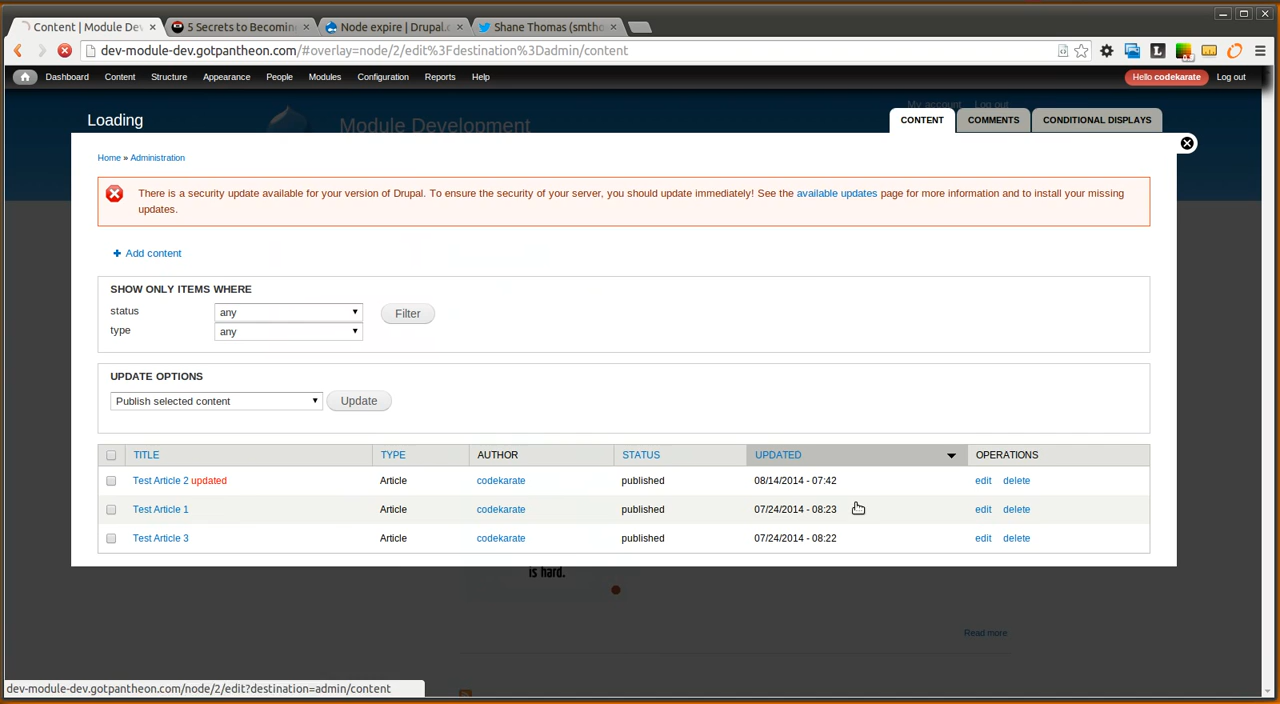 Content | Module De
5 Secrets to Becomin
Node expire | Drupal.o
Shane Thomas (smtho
dev-module-dev.gotpantheon.com/#overlay=node/2/edit%3Fdestination%3Dadmin/content
Dashboard Content Structure Appearance People Modules Configuration Reports Help
Hello codekarate Log out
My account Log out
Module Development
Loading
CONTENT COMMENTS CONDITIONAL DISPLAYS
Home » Administration
There is a security update available for your version of Drupal. To ensure the security of your server, you should update immediately! See the available updates page for more information and to install your missing
updates.
+ Add content
SHOW ONLY ITEMS WHERE
status any
Filter
type any
UPDATE OPTIONS
Publish selected content Update
TITLE TYPE AUTHOR STATUS UPDATED OPERATIONS
Test Article 2 updated Article codekarate published 08/14/2014 - 07:42 edit delete
Test Article 1 Article codekarate published 07/24/2014 - 08:23 edit delete
Test Article 3 Article codekarate published 07/24/2014 - 08:22 edit delete
is hard.
Read more
dev-module-dev.gotpantheon.com/node/2/edit?destination=admin/content